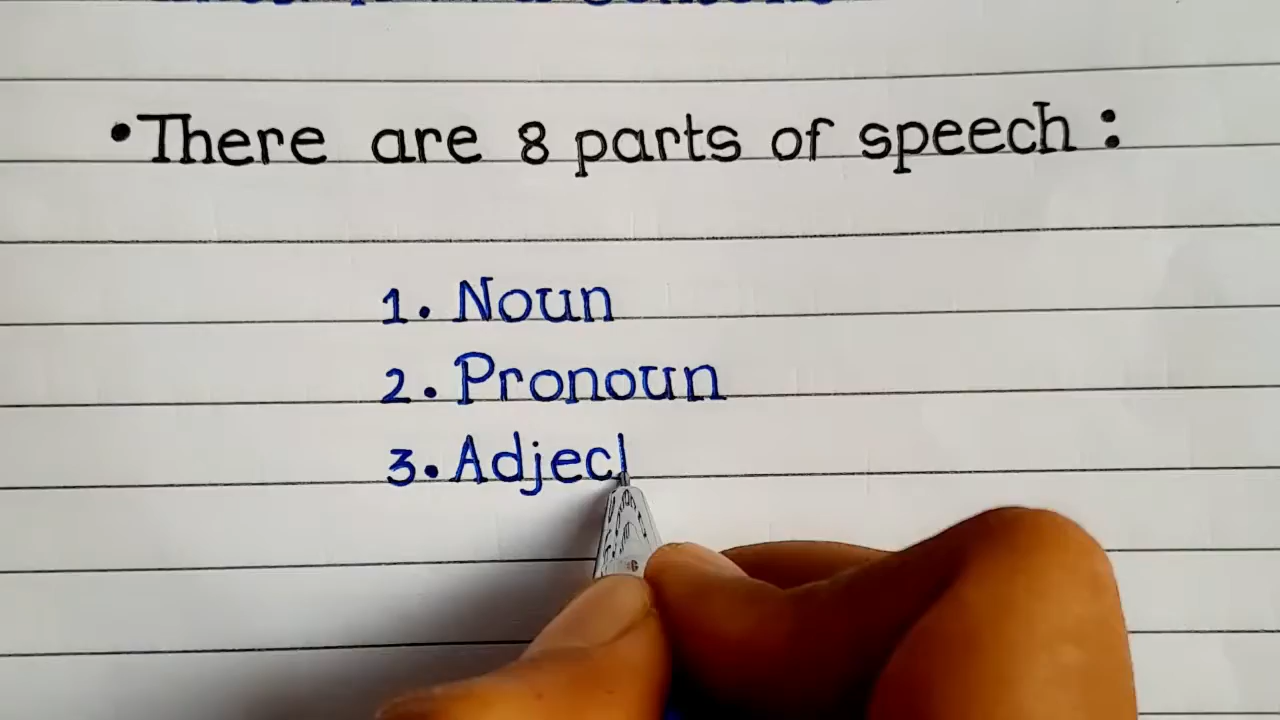 •There are 8 parts of speech :
1. Noun
2. Pronoun
3. Adjec